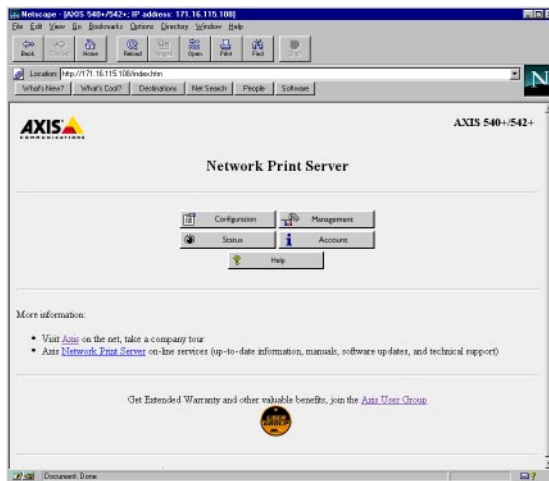 Netscape - [AXIS 540+/542+; IP address: 171.16.115.108]
File Edit View Go Bookmarks Options Directory Window Help
Back Home Reload Open Print Find
Location: http://171.16.115.108/index.htm
What's New? What's Cool? Destinations Net Search People Software
N
AXIS
COMMUNICATIONS
AXIS 540+/542+
Network Print Server
Configuration Management
Status Account
Help
More information:
Visit Axis on the net, take a company tour
Axis Network Print Server on-line services (up-to-date information, manuals, software updates, and technical support)
Get Extended Warranty and other valuable benefits, join the Axis User Group
USER GROUP
Document: Done